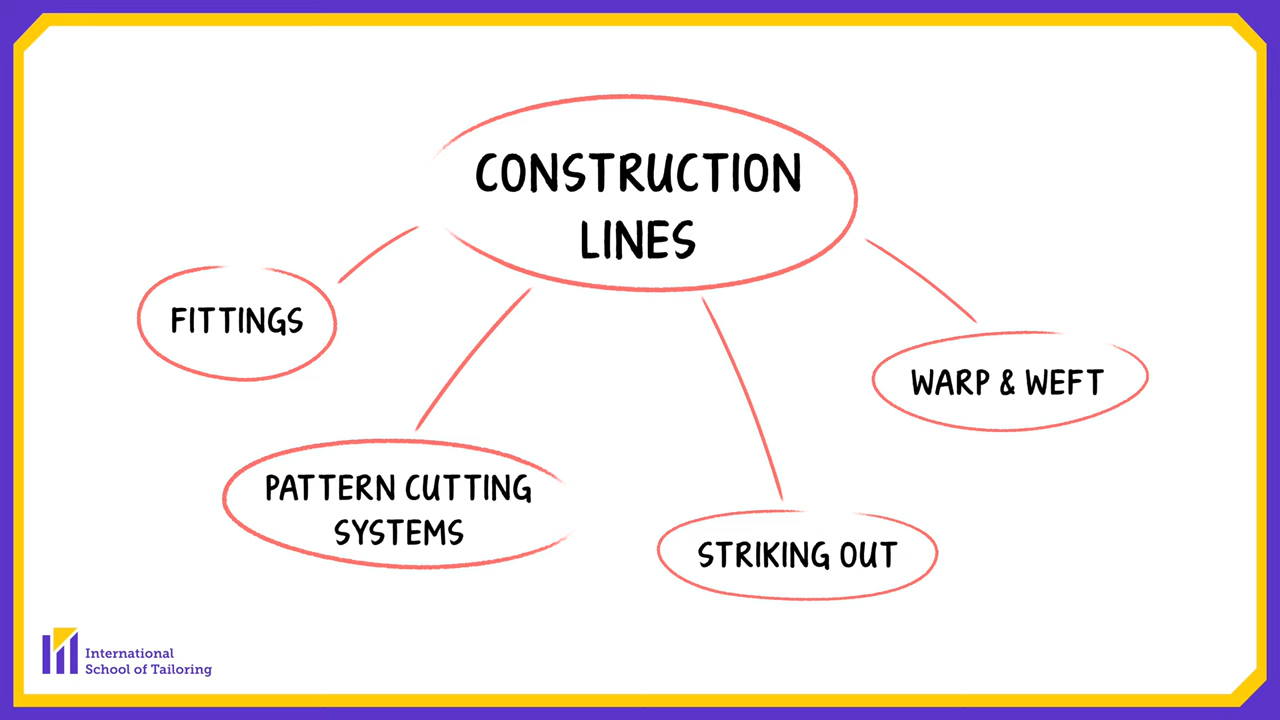 CONSTRUCTION
LINES
FITTINGS
WARP & WEFT
PATTERN CUTTING
SYSTEMS
STRIKING OUT
International
School of Tailoring